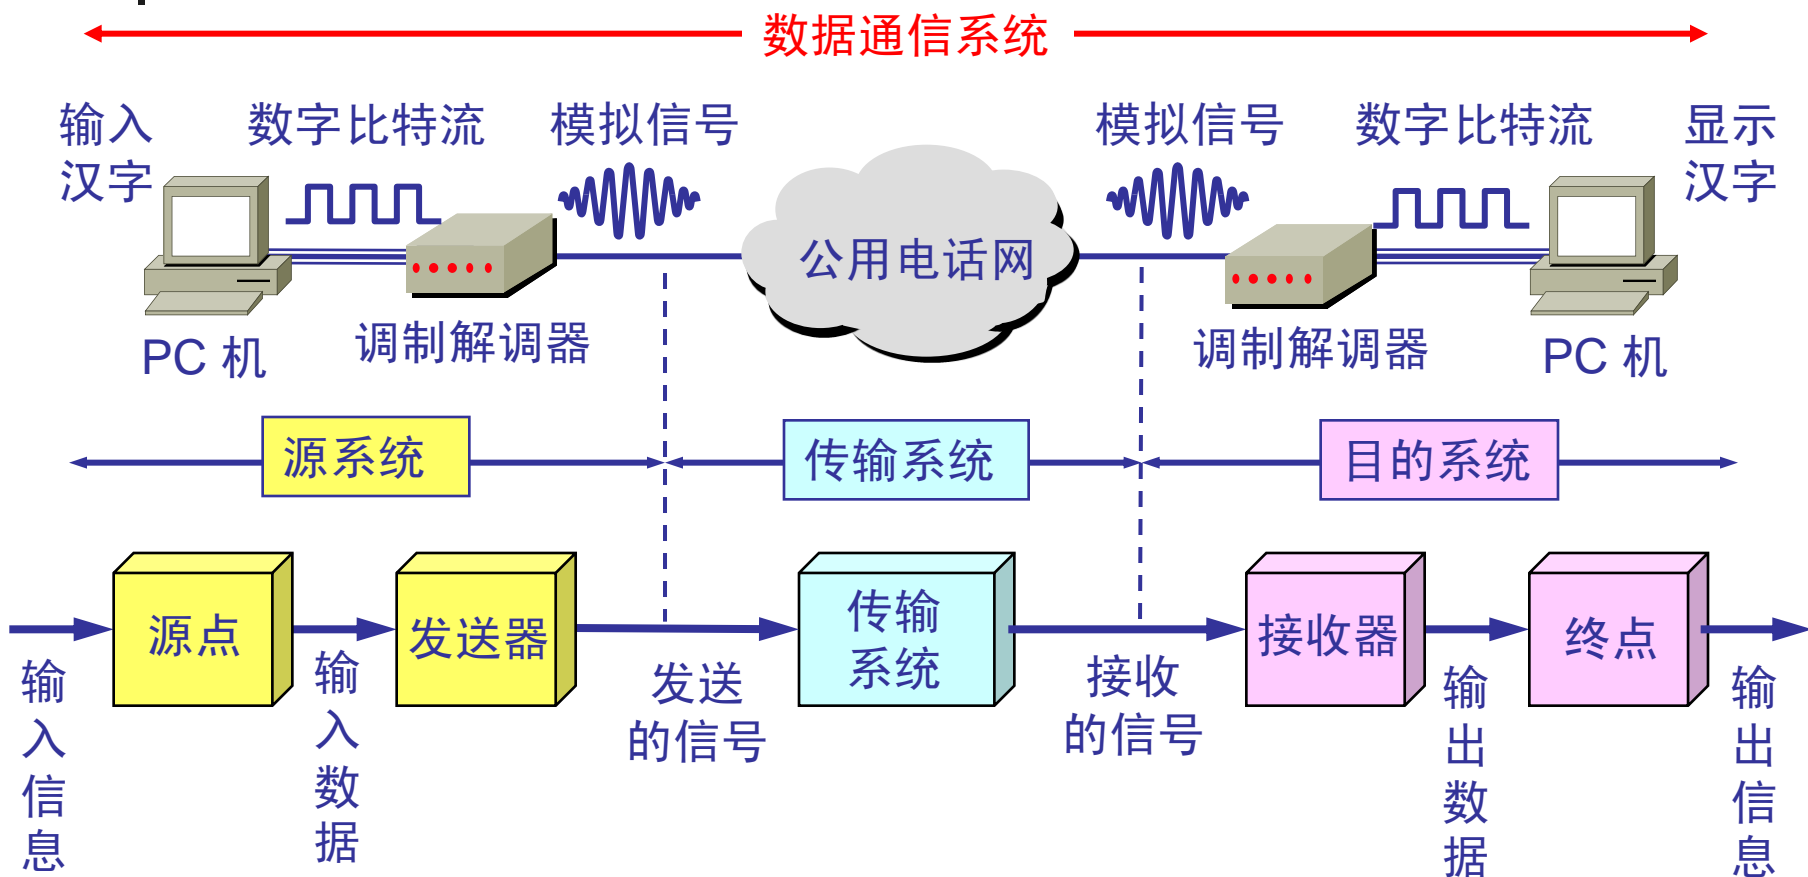 数据通信系统
输入
汉字
数字比特流
模拟信号
模拟信号
数字比特流
显示
汉字
公用电话网
PC 机
调制解调器
调制解调器
PC 机
源系统
传输系统
目的系统
源点
发送器
传输
系统
接收器
终点
输入信息
输入数据
发送
的信号
接收
的信号
输出数据
输出信息